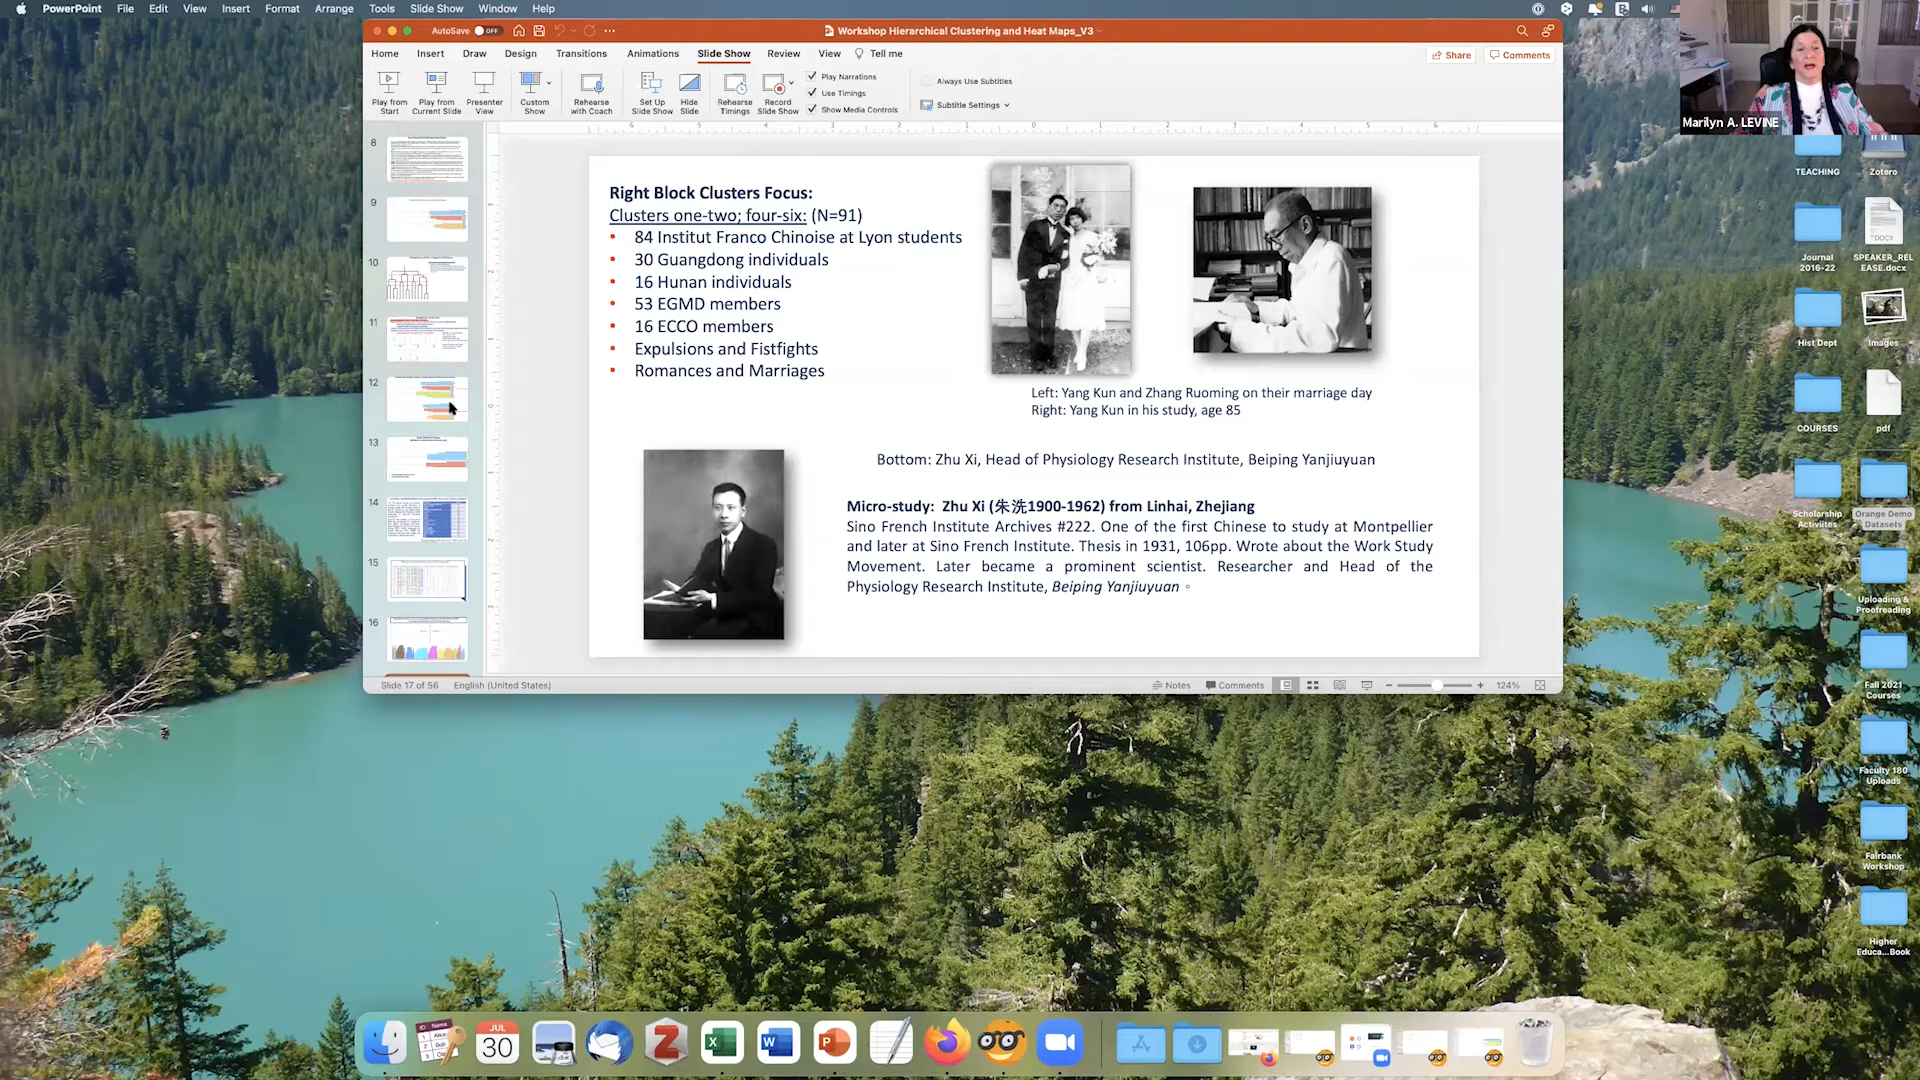 PowerPoint File Edit View Insert Format Arrange Tools Slide Show Window Help
AutoSave OFF
Workshop Hierarchical Clustering and Heat Maps_V3
Home Insert Draw Design Transitions Animations Slide Show Review View Tell me
Share Comments
Play from Start
Play from Current Slide
Presenter View
Custom Show
Rehearse with Coach
Set Up Slide Show
Hide Slide
Rehearse Timings
Record Slide Show
Play Narrations
Use Timings
Show Media Controls
Always Use Subtitles
Subtitle Settings
Marilyn A. LEVINE
8
9
10
11
12
13
14
15
16
Right Block Clusters Focus:
Clusters one-two; four-six: (N=91)
• 84 Institut Franco Chinoise at Lyon students
• 30 Guangdong individuals
• 16 Hunan individuals
• 53 EGMD members
• 16 ECCO members
• Expulsions and Fistfights
• Romances and Marriages
Left: Yang Kun and Zhang Ruoming on their marriage day
Right: Yang Kun in his study, age 85
Bottom: Zhu Xi, Head of Physiology Research Institute, Beiping Yanjiuyuan
Micro-study: Zhu Xi (朱洗1900-1962) from Linhai, Zhejiang
Sino French Institute Archives #222. One of the first Chinese to study at Montpellier
and later at Sino French Institute. Thesis in 1931, 106pp. Wrote about the Work Study
Movement. Later became a prominent scientist. Researcher and Head of the
Physiology Research Institute, Beiping Yanjiuyuan。
Slide 17 of 56 English (United States)
Notes Comments 124%
TEACHING
Zotero
Journal 2016-22
SPEAKER_RELEASE.docx
Hist Dept
Images
COURSES
pdf
Scholarship Activiites
Orange Demo Datasets
Uploading & Proofreading
Fall 2021 Courses
Faculty 180 Uploads
Fairbank Workshop
Higher Educa...Book
JUL
30